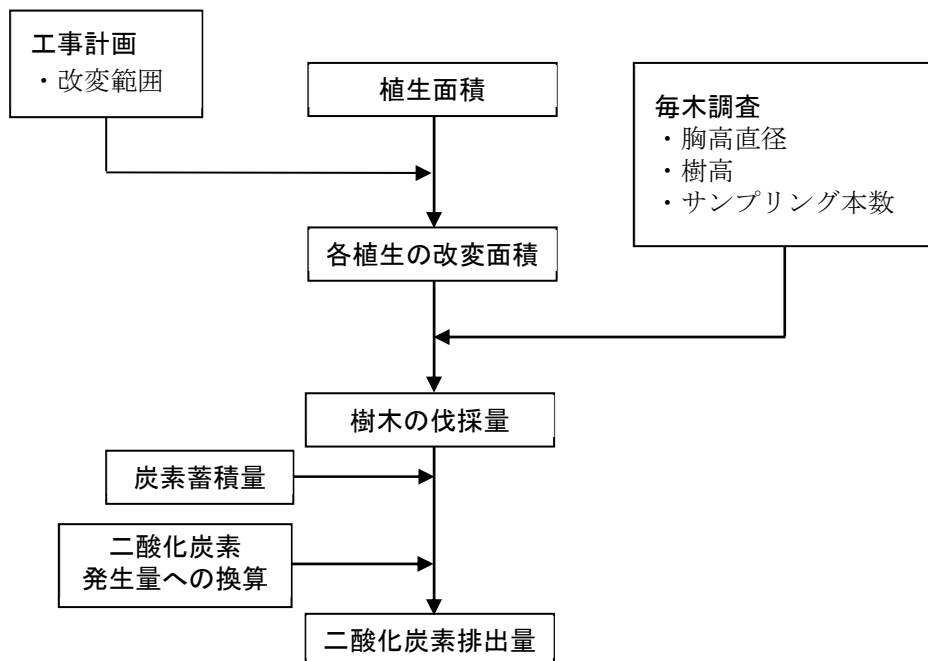 工事計画
・改変範囲
植生面積
毎木調査
・胸高直径
・樹高
・サンプリング本数
各植生の改変面積
樹木の伐採量
炭素蓄積量
二酸化炭素
発生量への換算
二酸化炭素排出量